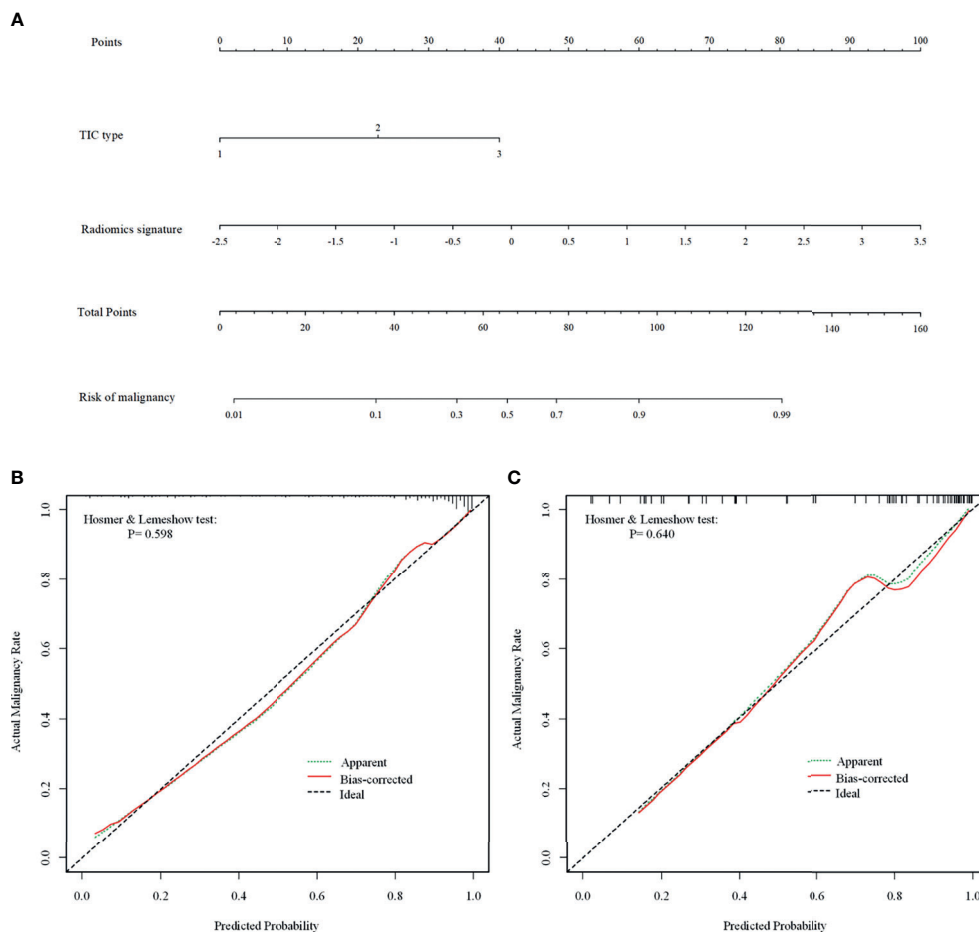 A
Points
0 10 20 30 40 50 60 70 80 90 100
TIC type
2
1 3
Radiomics signature
-2.5 -2 -1.5 -1 -0.5 0 0.5 1 1.5 2 2.5 3 3.5
Total Points
0 20 40 60 80 100 120 140 160
Risk of malignancy
0.01 0.1 0.3 0.5 0.7 0.9 0.99
B
Hosmer & Lemeshow test:
P= 0.598
Actual Malignancy Rate
1.0
0.8
0.6
0.4
0.2
0.0
Apparent
Bias-corrected
Ideal
0.0 0.2 0.4 0.6 0.8 1.0
Predicted Probability
C
Hosmer & Lemeshow test:
P= 0.640
Actual Malignancy Rate
1.0
0.8
0.6
0.4
0.2
0.0
Apparent
Bias-corrected
Ideal
0.0 0.2 0.4 0.6 0.8 1.0
Predicted Probability